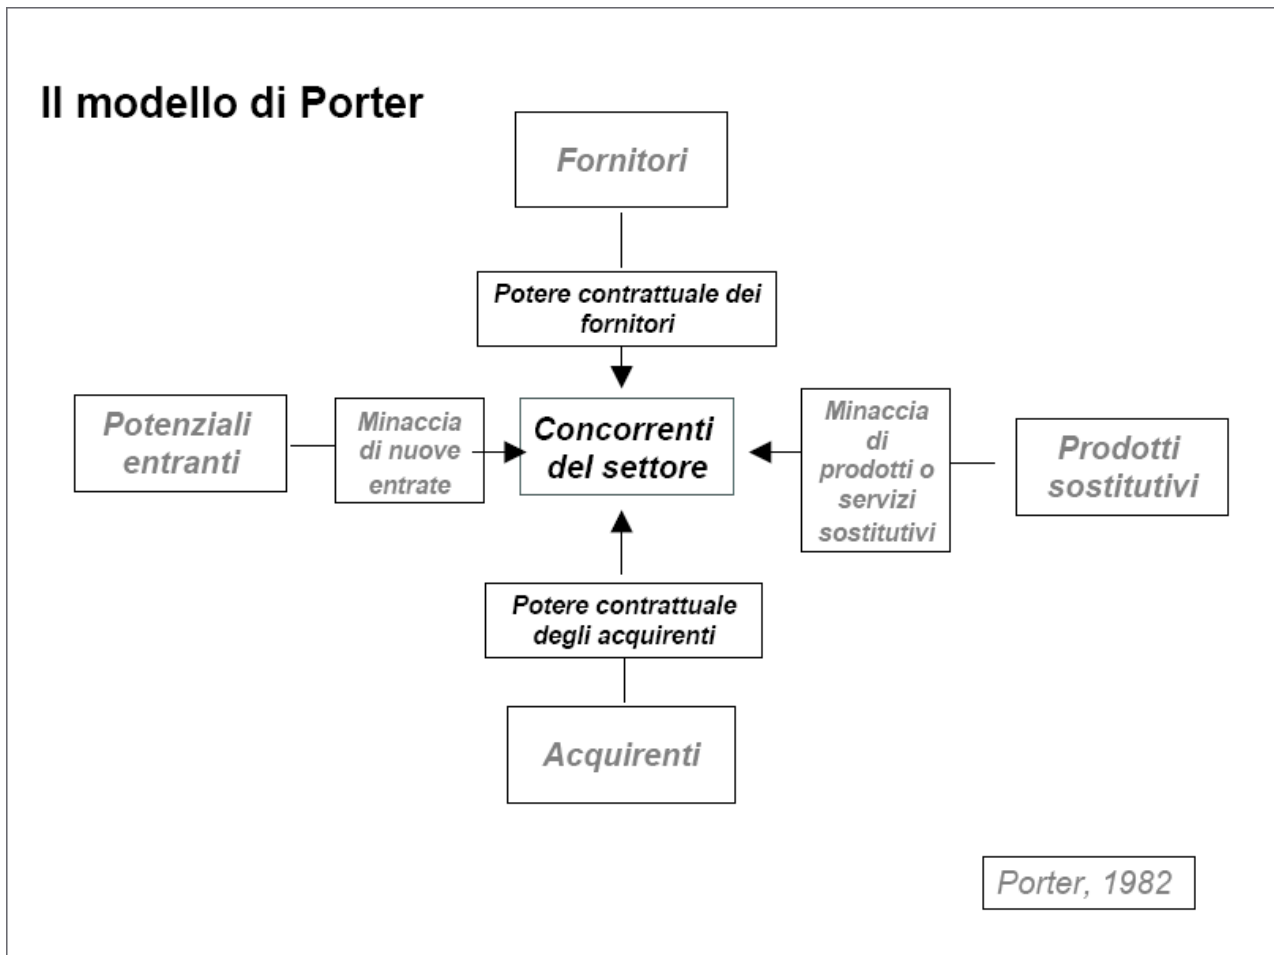 Il modello di Porter
Fornitori
Potere contrattuale dei
fornitori
Potenziali
entranti
Minaccia
di nuove
entrate
Concorrenti
del settore
Minaccia
di
prodotti o
servizi
sostitutivi
Prodotti
sostitutivi
Potere contrattuale
degli acquirenti
Acquirenti
Porter, 1982